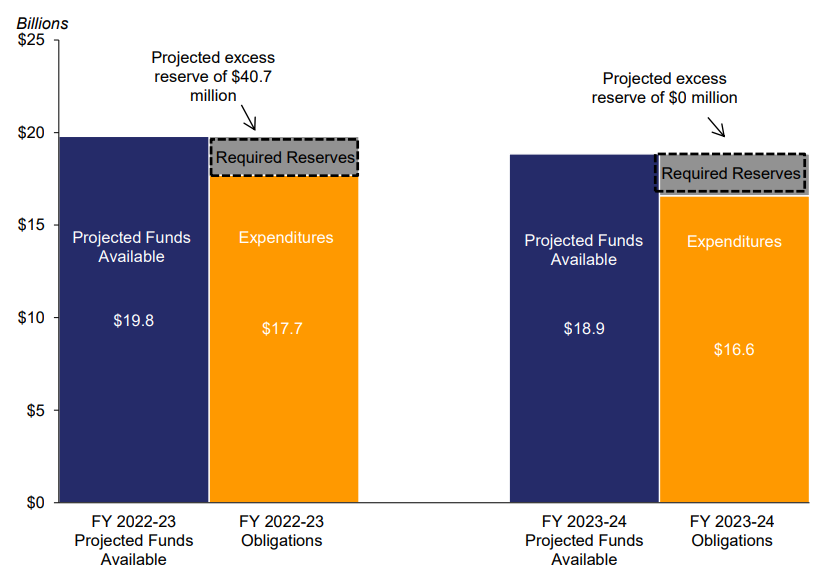 Billions
$25
$20
$15
$10
$5
$0
Projected excess
reserve of $40.7
million
Projected excess
reserve of $0 million
Required Reserves
Required Reserves
Projected Funds
Available
$19.8
Expenditures
$17.7
Projected Funds
Available
$18.9
Expenditures
$16.6
FY 2022-23
Projected Funds
Available
FY 2022-23
Obligations
FY 2023-24
Projected Funds
Available
FY 2023-24
Obligations